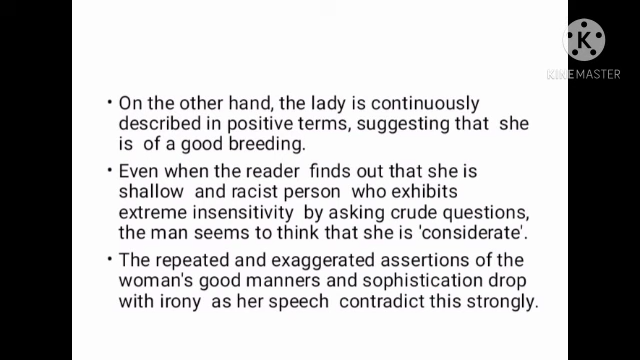 K
KINEMASTER
• On the other hand, the lady is continuously
described in positive terms, suggesting that she
is of a good breeding.
• Even when the reader finds out that she is
shallow and racist person who exhibits
extreme insensitivity by asking crude questions,
the man seems to think that she is 'considerate'.
• The repeated and exaggerated assertions of the
woman's good manners and sophistication drop
with irony as her speech contradict this strongly.